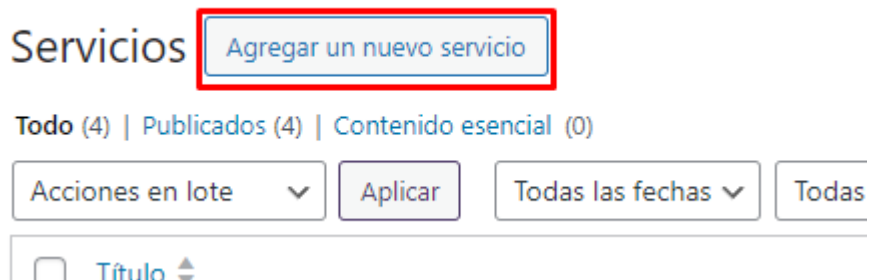 Servicios Agregar un nuevo servicio
Todo (4) | Publicados (4) | Contenido esencial (0)
Acciones en lote Aplicar Todas las fechas Todas
Título